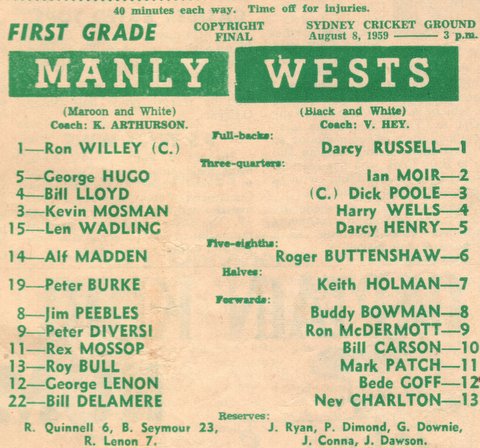 40 minutes each way. Time off for injuries.
FIRST GRADE COPYRIGHT FINAL SYDNEY CRICKET GROUND August 8, 1959 —— 3 p.m.
MANLY WESTS
(Maroon and White) (Black and White)
Coach: K. ARTHURSON. Coach: V. HEY.
Full-backs:
1—Ron WILLEY (C.) Darcy RUSSELL—1
Three-quarters:
5—George HUGO Ian MOIR—2
4—Bill LLOYD (C.) Dick POOLE—3
3—Kevin MOSMAN Harry WELLS—4
15—Len WADLING Darcy HENRY—5
Five-eighths:
14—Alf MADDEN Roger BUTTENSHAW—6
Halves:
19—Peter BURKE Keith HOLMAN—7
Forwards:
8—Jim PEEBLES Buddy BOWMAN—8
9—Peter DIVERSI Ron McDERMOTT—9
11—Rex MOSSOP Bill CARSON—10
13—Roy BULL Mark PATCH—11
12—George LENON Bede GOFF—12
22—Bill DELAMERE Nev CHARLTON—13
Reserves:
R. Quinnell 6, B. Seymour 23, J. Ryan, P. Dimond, G. Downie,
R. Lenon 7. J. Conna, J. Dawson.